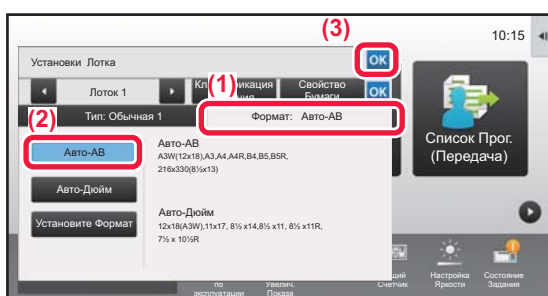 (3)
10:15
Установки Лотка
OK
(1)
Лоток 1
Свойство
Бумаги
OK
(2)
Тип: Обычная 1
Формат: Авто-AB
Авто-AB
Авто-AB
A3W(12x18),A3,A4,A4R,B4,B5,B5R,
216x330(8½x13)
Авто-Дюйм
Авто-Дюйм
12x18(A3W),11x17, 8½ x14,8½ x11, 8½ x11R,
7¼ x 10½R
Установите Формат
Список Прог.
(Передача)
по
эксплуатации
Увелич.
Показа
Счетчик
Настройка
Яркости
Состояние
Задания